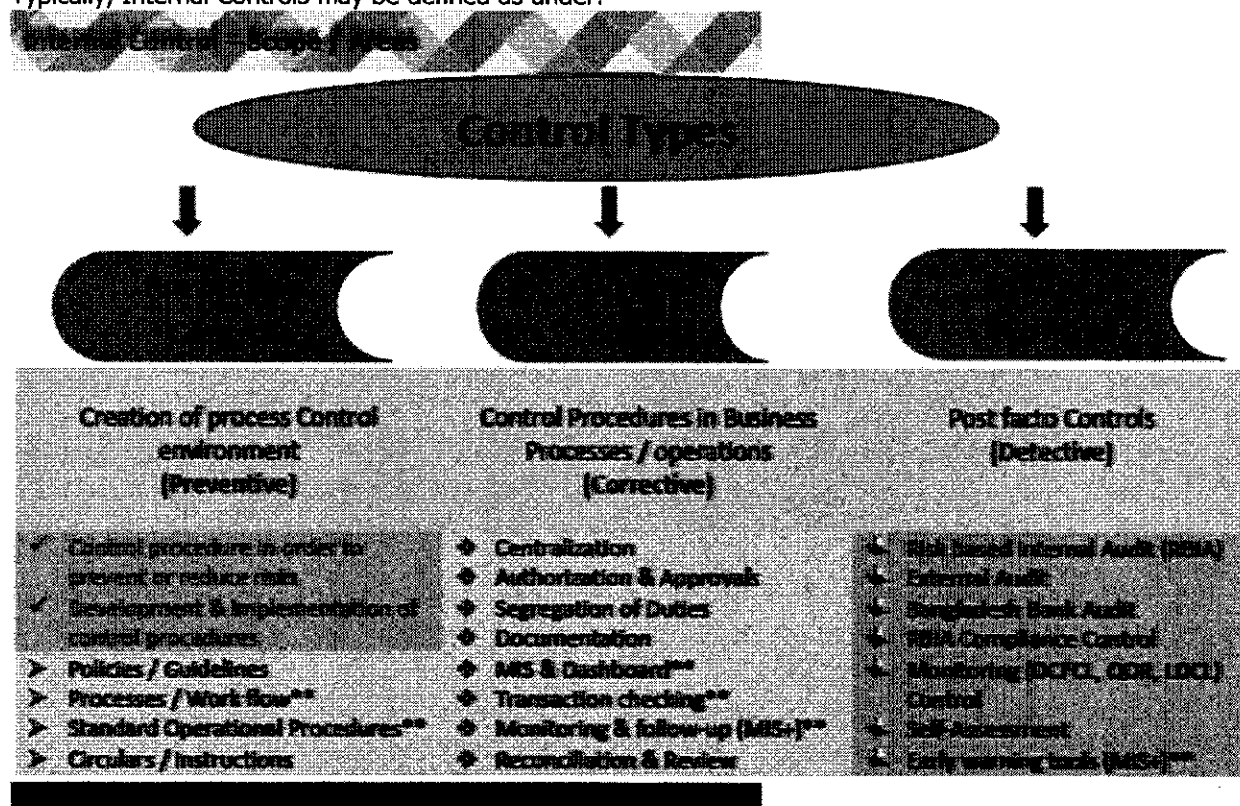 Typically, Internal Controls may be defined as under:
Internal Control – Scope / Areas
Control Types
Creation of process Control
environment
(Preventive)
Control Procedures in Business
Processes / operations
(Corrective)
Post facto Controls
(Detective)
Control procedure in order to
prevent or reduce risks
Development & Implementation of
control procedures
Policies / Guidelines
Processes / Work flow**
Standard Operational Procedures**
Circulars / Instructions
Centralization
Authorization & Approvals
Segregation of Duties
Documentation
MIS & Dashboard**
Transaction checking**
Monitoring & follow-up (MIS+)**
Reconciliation & Review
Risk Based Internal Audit (RBIA)
External Audit
Bangladesh Bank Audit
RBIA Compliance Control
Monitoring (DCFCL, QOR, LDCL)
Control
Self-Assessment
Early warning tools (MIS+)**